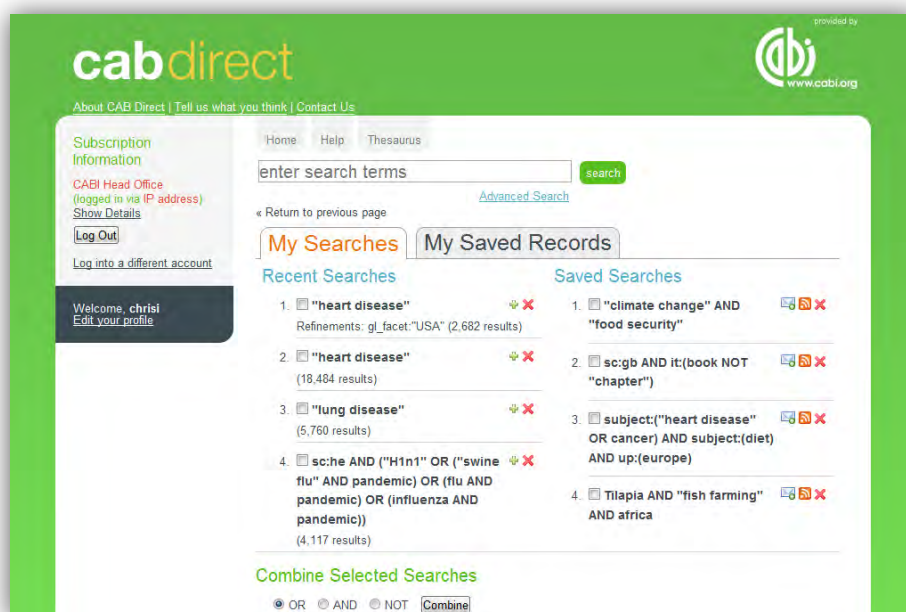 provided by
cabdirect
cabi
www.cabi.org
About CAB Direct | Tell us what you think | Contact Us
Subscription
Information
CABI Head Office
(logged in via IP address)
Show Details
Log Out
Log into a different account
Welcome, chrisi
Edit your profile
Home Help Thesaurus
enter search terms
search
Advanced Search
« Return to previous page
My Searches
My Saved Records
Recent Searches
1. "heart disease"
Refinements: gl_facet:"USA" (2,682 results)
2. "heart disease"
(18,484 results)
3. "lung disease"
(5,760 results)
4. sc:he AND ("H1n1" OR ("swine
flu" AND pandemic) OR (flu AND
pandemic) OR (influenza AND
pandemic))
(4,117 results)
Saved Searches
1. "climate change" AND
"food security"
2. sc:gb AND it:(book NOT
"chapter")
3. subject:("heart disease"
OR cancer) AND subject:(diet)
AND up:(europe)
4. Tilapia AND "fish farming"
AND africa
Combine Selected Searches
OR AND NOT Combine